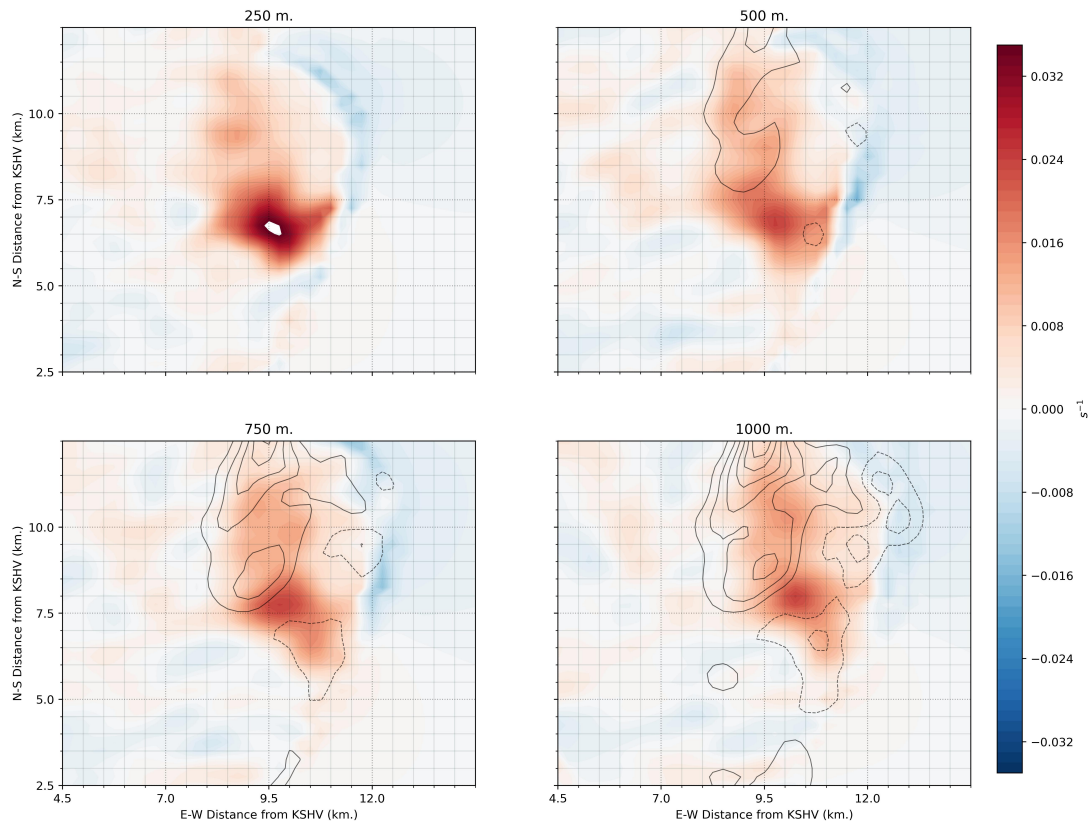 250 m.
500 m.
10.0
7.5
5.0
2.5
N-S Distance from KSHV (km.)
0.032
0.024
0.016
0.008
0.000
−0.008
−0.016
−0.024
−0.032
s⁻¹
750 m.
1000 m.
10.0
7.5
5.0
2.5
N-S Distance from KSHV (km.)
4.5 7.0 9.5 12.0
4.5 7.0 9.5 12.0
E-W Distance from KSHV (km.)
E-W Distance from KSHV (km.)